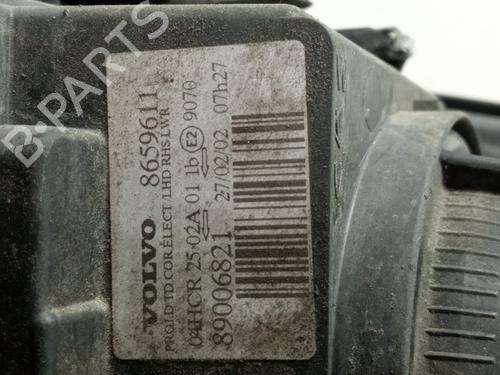 VOLVO 8659611
PROJ D TD COR ELECT/LHD RHS LWR
04HCR 25-02A 01 1b E2 9070
89006821 27/02/02 07h27
B-PARTS